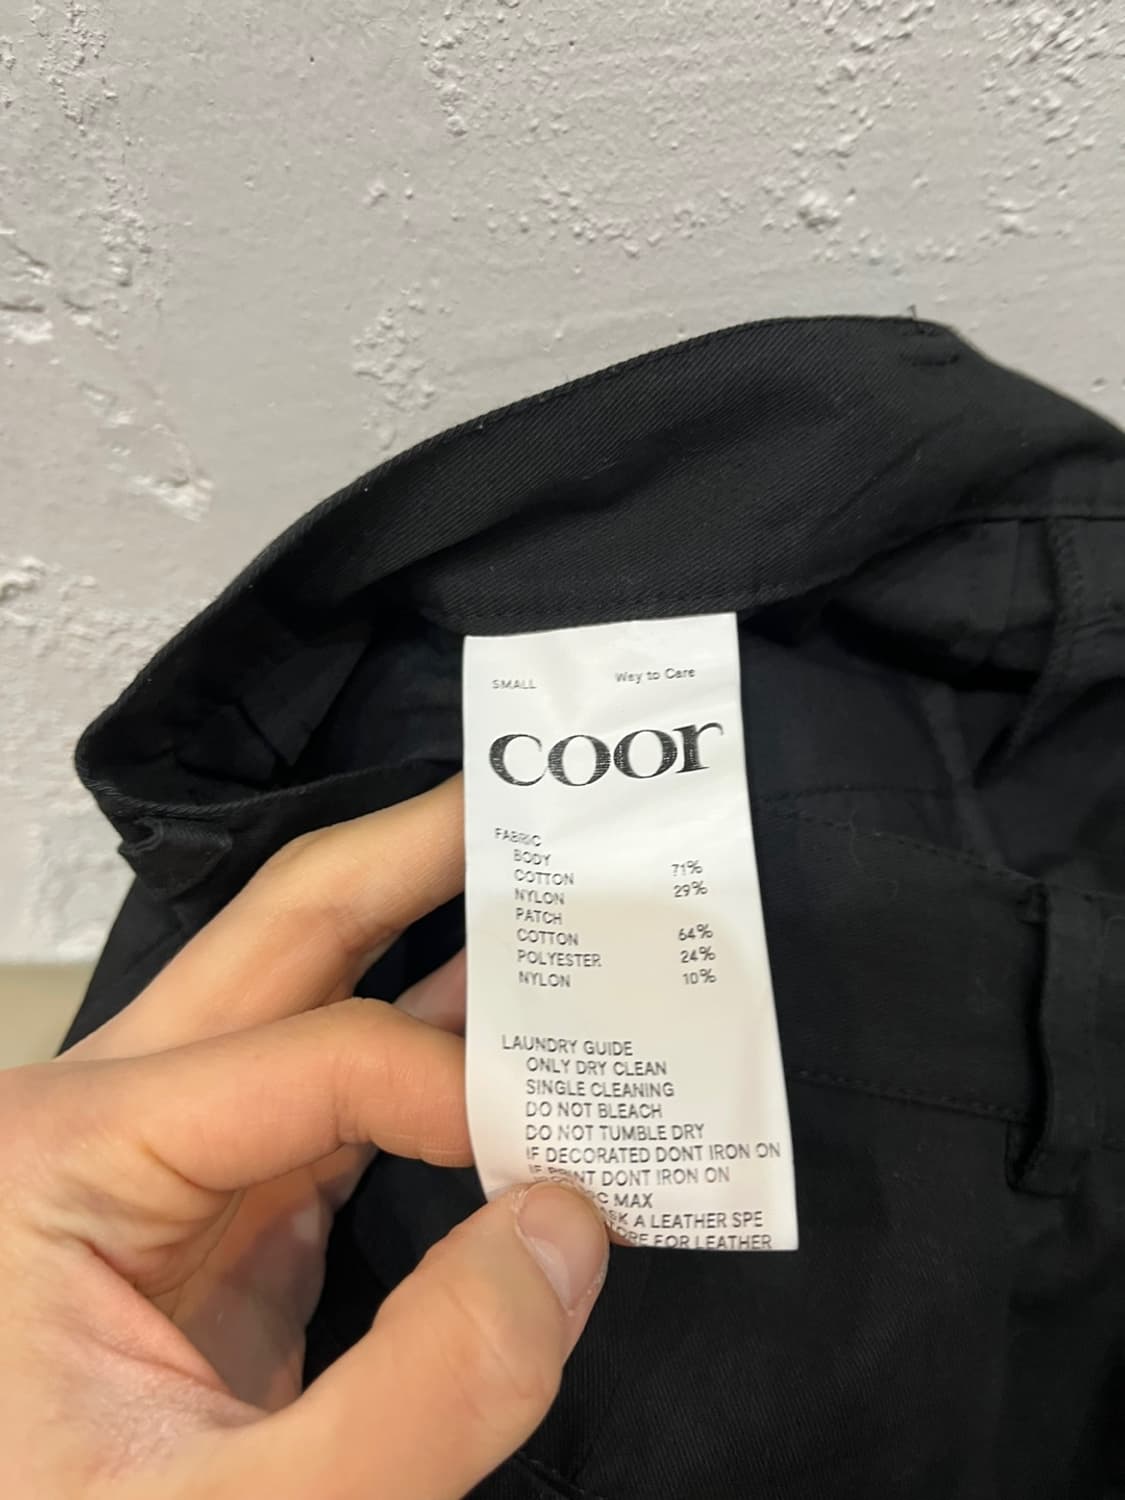 SMALL Way to Care
coor
FABRIC
BODY
COTTON 71%
NYLON 29%
PATCH
COTTON 64%
POLYESTER 24%
NYLON 10%
LAUNDRY GUIDE
ONLY DRY CLEAN
SINGLE CLEANING
DO NOT BLEACH
DO NOT TUMBLE DRY
IF DECORATED DONT IRON ON
IF PRINT DONT IRON ON
MAX
A LEATHER SPE
FOR LEATHER